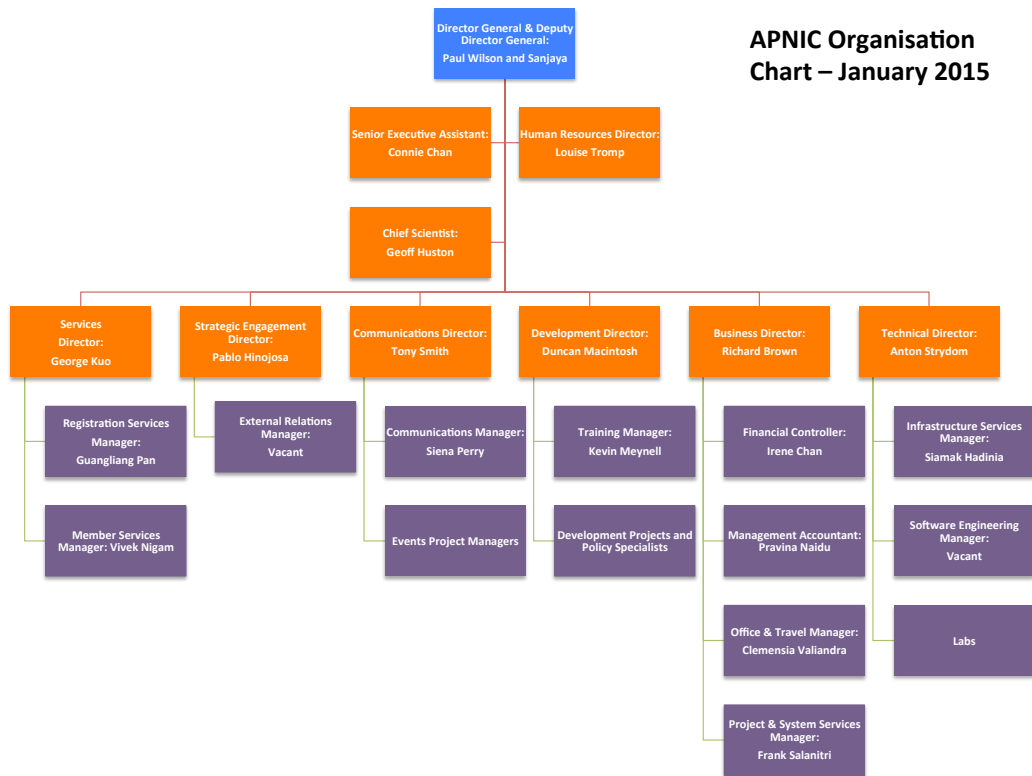 Director General & Deputy
Director General:
Paul Wilson and Sanjaya
APNIC Organisation
Chart – January 2015
Senior Executive Assistant:
Connie Chan
Human Resources Director:
Louise Tromp
Chief Scientist:
Geoff Huston
Services
Director:
George Kuo
Strategic Engagement
Director:
Pablo Hinojosa
Communications Director:
Tony Smith
Development Director:
Duncan Macintosh
Business Director:
Richard Brown
Technical Director:
Anton Strydom
Registration Services
Manager:
Guangliang Pan
External Relations
Manager:
Vacant
Communications Manager:
Siena Perry
Training Manager:
Kevin Meynell
Financial Controller:
Irene Chan
Infrastructure Services
Manager:
Siamak Hadinia
Member Services
Manager: Vivek Nigam
Events Project Managers
Development Projects and
Policy Specialists
Management Accountant:
Pravina Naidu
Software Engineering
Manager:
Vacant
Office & Travel Manager:
Clemensia Valiandra
Labs
Project & System Services
Manager:
Frank Salanitri